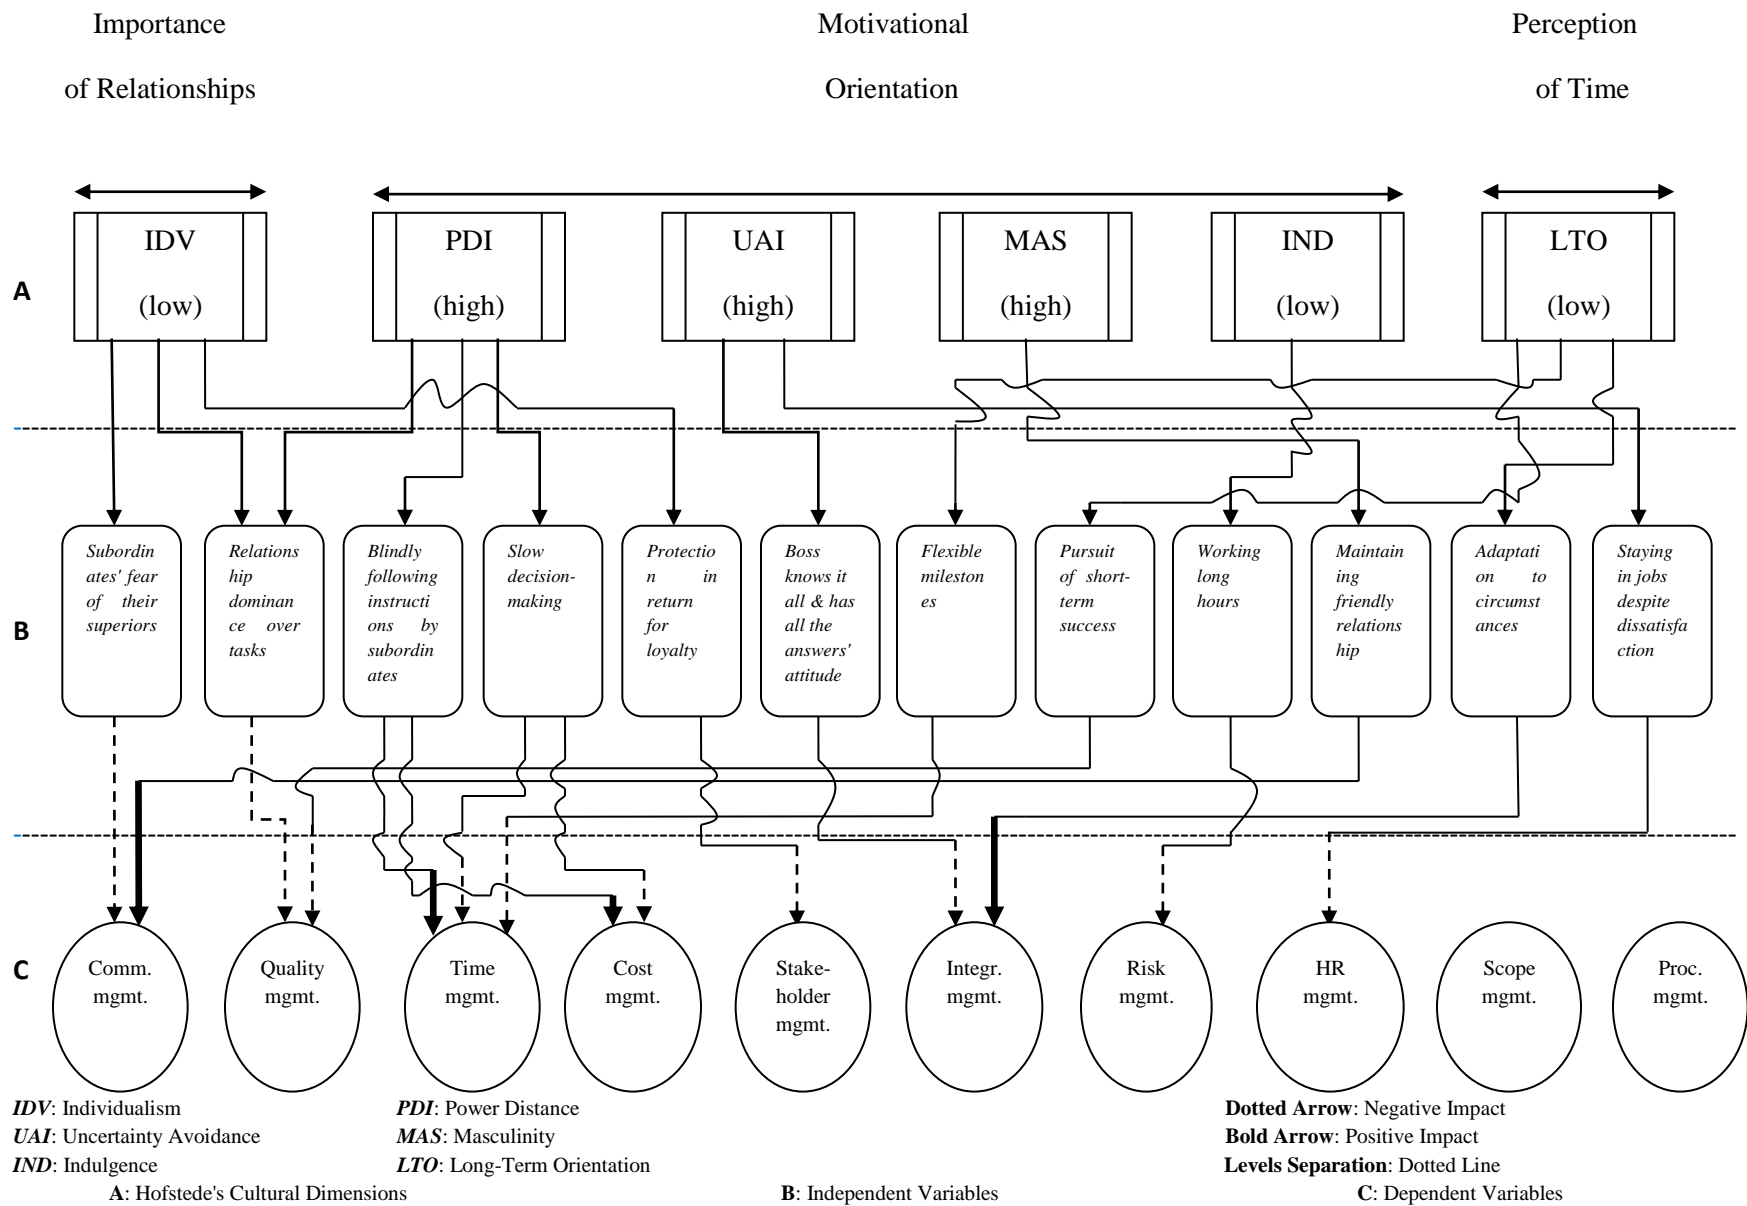 Importance
of Relationships
Motivational
Orientation
Perception
of Time
A
IDV
(low)
PDI
(high)
UAI
(high)
MAS
(high)
IND
(low)
LTO
(low)
B
Subordin
ates' fear
of their
superiors
Relations
hip
dominan
ce over
tasks
Blindly
following
instructi
ons by
subordin
ates
Slow
decision-
making
Protectio
n in
return
for
loyalty
Boss
knows it
all & has
all the
answers'
attitude
Flexible
mileston
es
Pursuit
of short-
term
success
Working
long
hours
Maintain
ing
friendly
relations
hip
Adaptati
on to
circumst
ances
Staying
in jobs
despite
dissatisfa
ction
C
Comm.
mgmt.
Quality
mgmt.
Time
mgmt.
Cost
mgmt.
Stake-
holder
mgmt.
Integr.
mgmt.
Risk
mgmt.
HR
mgmt.
Scope
mgmt.
Proc.
mgmt.
IDV: Individualism
UAI: Uncertainty Avoidance
IND: Indulgence
PDI: Power Distance
MAS: Masculinity
LTO: Long-Term Orientation
Dotted Arrow: Negative Impact
Bold Arrow: Positive Impact
Levels Separation: Dotted Line
A: Hofstede's Cultural Dimensions
B: Independent Variables
C: Dependent Variables